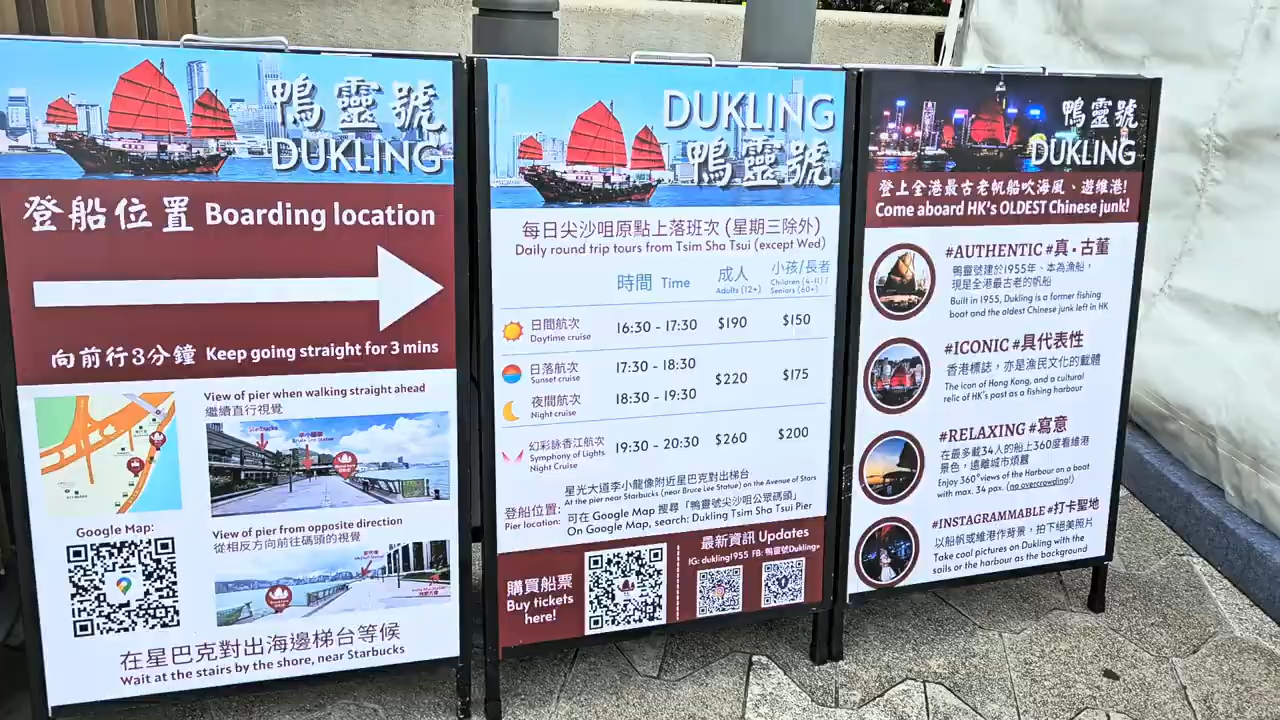 鴨靈號
DUKLING
登船位置 Boarding location
向前行3分鐘 Keep going straight for 3 mins
View of pier when walking straight ahead
繼續直行視覺
Starbucks
Bruce Lee Statue
Google Map:
View of pier from opposite direction
從相反方向前往碼頭的視覺
在星巴克對出海邊梯台等候
Wait at the stairs by the shore, near Starbucks
DUKLING
鴨靈號
每日尖沙咀原點上落班次 (星期三除外)
Daily round trip tours from Tsim Sha Tsui (except Wed)
時間 Time
成人
Adults (12+)
小孩/長者
Children (4-11) /
Seniors (60+)
日間航次
Daytime cruise
16:30 - 17:30
$190
$150
日落航次
Sunset cruise
17:30 - 18:30
夜間航次
Night cruise
18:30 - 19:30
$220
$175
幻彩詠香江航次
Symphony of Lights
Night Cruise
19:30 - 20:30
$260
$200
登船位置:
Pier location:
星光大道李小龍像附近星巴克對出梯台
At the pier near Starbucks (near Bruce Lee Statue) on the Avenue of Stars
可在 Google Map 搜尋「鴨靈號尖沙咀公眾碼頭」
On Google Map, search: Dukling Tsim Sha Tsui Pier
購買船票
Buy tickets
here!
最新資訊 Updates
IG: dukling1955 FB: 鴨靈號Dukling
鴨靈號
DUKLING
登上全港最古老帆船吹海風、遊維港!
Come aboard HK's OLDEST Chinese junk!
#AUTHENTIC #真·古董
鴨靈號建於1955年、本為漁船，
現是全港最古老的帆船
Built in 1955, Dukling is a former fishing
boat and the oldest Chinese junk left in HK
#ICONIC #具代表性
香港標誌，亦是漁民文化的載體
The icon of Hong Kong, and a cultural
relic of HK's past as a fishing harbour
#RELAXING #寫意
在最多載34人的船上360度看維港
景色，遠離城市煩囂
Enjoy 360° views of the Harbour on a boat
with max. 34 pax. (no overcrowding!)
#INSTAGRAMMABLE #打卡聖地
以船帆或維港作背景，拍下絕美照片
Take cool pictures on Dukling with the
sails or the harbour as the background